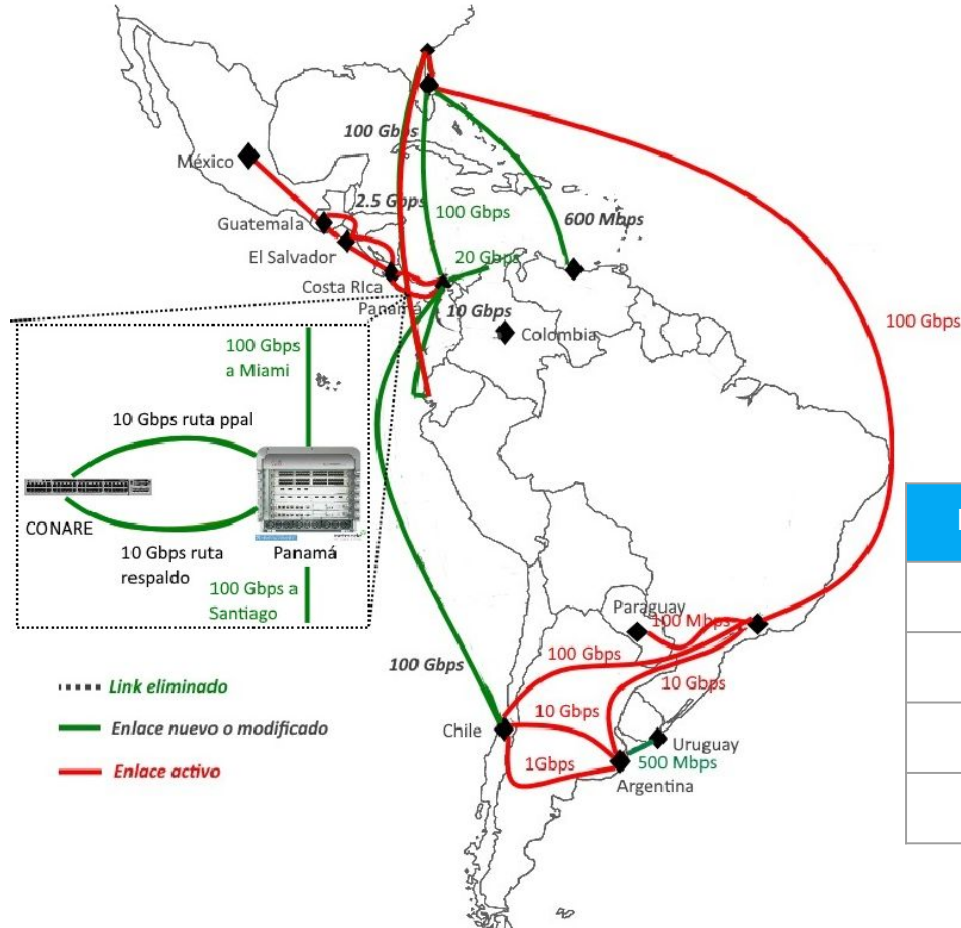 100 Gbps
México
2.5 Gbps
Guatemala
100 Gbps
600 Mbps
El Salvador
20 Gbps
Costa RIca
Panamá
10 Gbps
Colombia
100 Gbps
100 Gbps
a Miami
10 Gbps ruta ppal
CONARE
Panamá
10 Gbps ruta
respaldo
100 Gbps a
Santiago
Paraguay
100 Mbps
100 Gbps
100 Gbps
10 Gbps
Link eliminado
10 Gbps
Chile
Enlace nuevo o modificado
Uruguay
1Gbps
500 Mbps
Enlace activo
Argentina